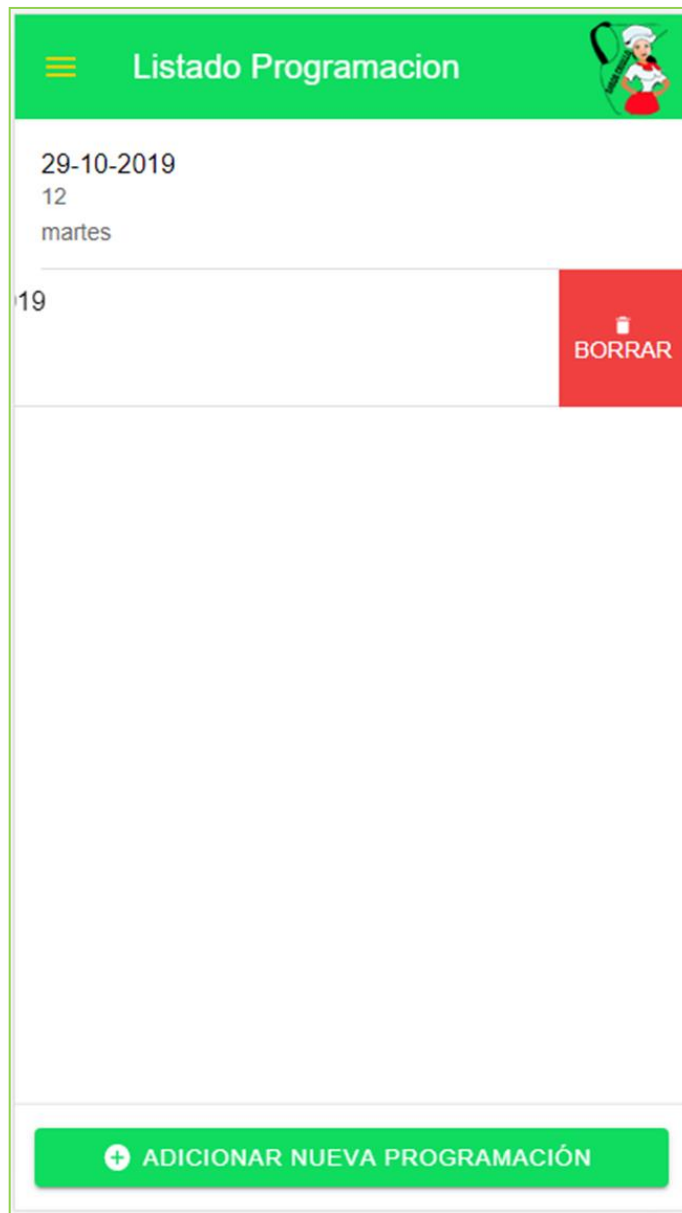 Listado Programacion
29-10-2019
12
martes
19
BORRAR
ADICIONAR NUEVA PROGRAMACIÓN